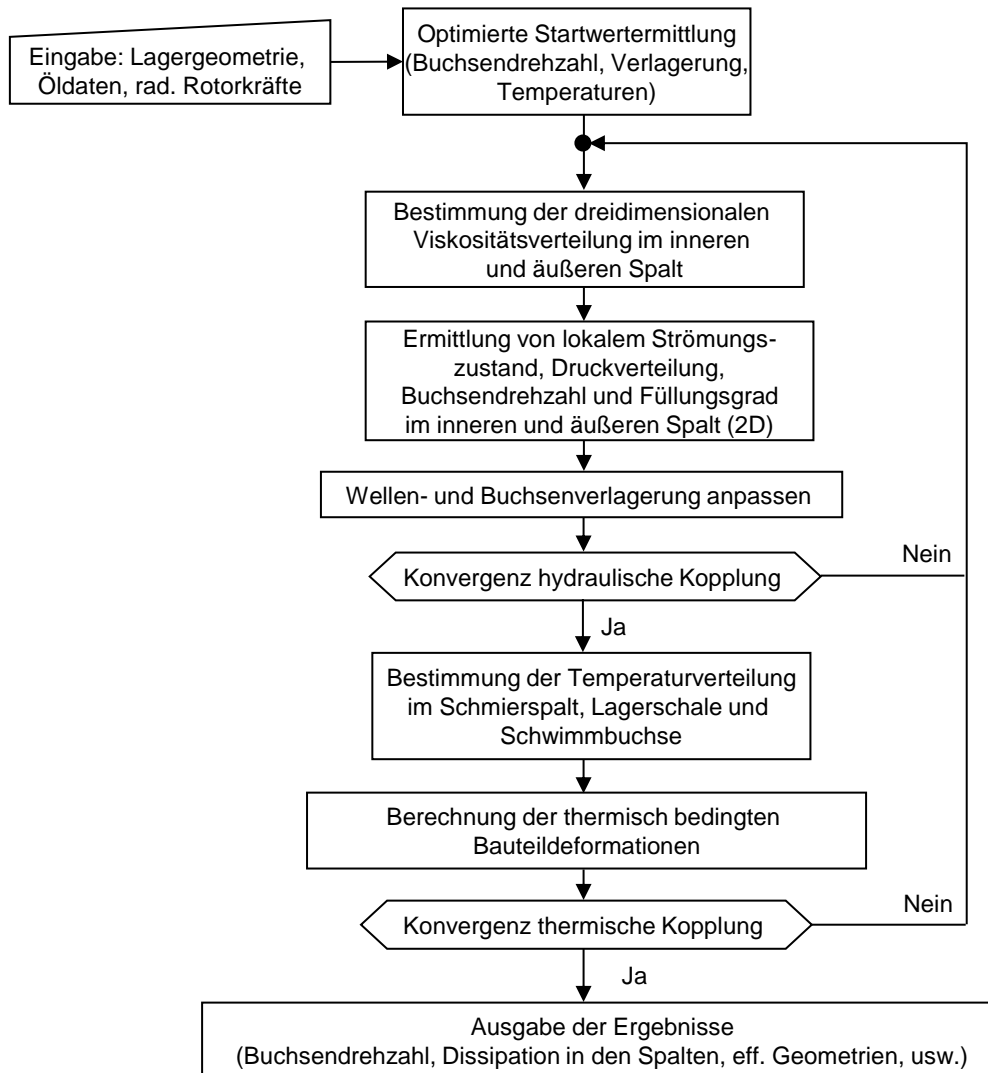 Eingabe: Lagergeometrie,
Öldaten, rad. Rotorkräfte
Optimierte Startwertermittlung
(Buchsendrehzahl, Verlagerung,
Temperaturen)
Bestimmung der dreidimensionalen
Viskositätsverteilung im inneren
und äußeren Spalt
Ermittlung von lokalem Strömungs-
zustand, Druckverteilung,
Buchsendrehzahl und Füllungsgrad
im inneren und äußeren Spalt (2D)
Wellen- und Buchsenverlagerung anpassen
Konvergenz hydraulische Kopplung
Nein
Ja
Bestimmung der Temperaturverteilung
im Schmierspalt, Lagerschale und
Schwimmbuchse
Berechnung der thermisch bedingten
Bauteildeformationen
Konvergenz thermische Kopplung
Nein
Ja
Ausgabe der Ergebnisse
(Buchsendrehzahl, Dissipation in den Spalten, eff. Geometrien, usw.)